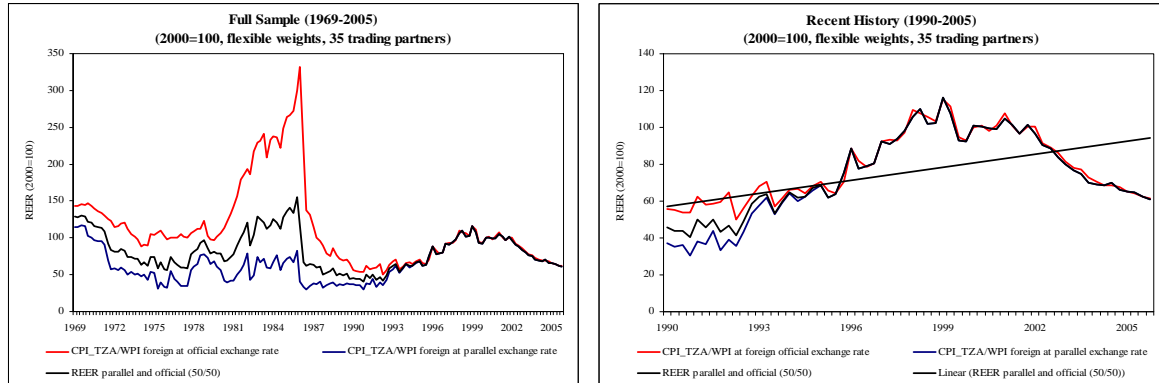 Full Sample (1969-2005)
(2000=100, flexible weights, 35 trading partners)
REER (2000=100)
350
300
250
200
150
100
50
0
1969 1972 1975 1978 1981 1984 1987 1990 1993 1996 1999 2002 2005
CPI_TZA/WPI foreign at official exchange rate
CPI_TZA/WPI foreign at parallel exchange rate
REER parallel and official (50/50)
Recent History (1990-2005)
(2000=100, flexible weights, 35 trading partners)
REER (2000=100)
140
120
100
80
60
40
20
0
1990 1993 1996 1999 2002 2005
CPI_TZA/WPI at foreign official exchange rate
CPI_TZA/WPI foreign at parallel exchange rate
REER parallel and official (50/50)
Linear (REER parallel and official (50/50))